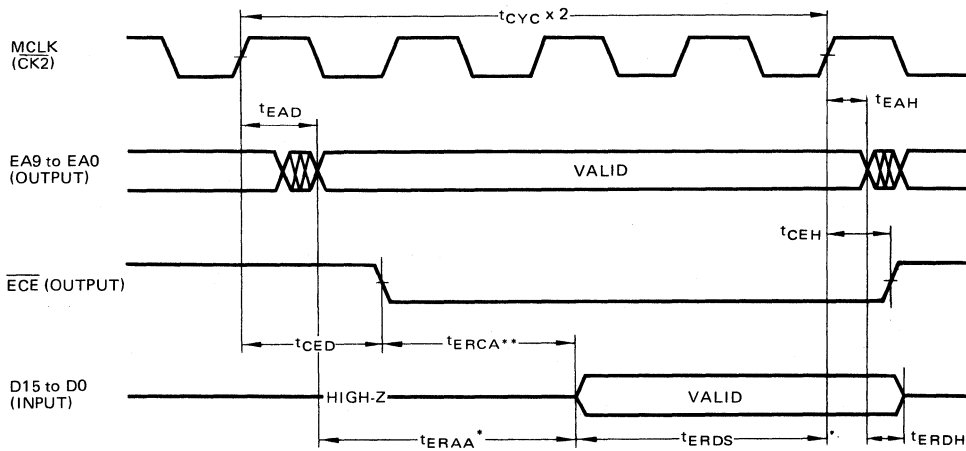 tCYC x 2
MCLK
(CK2)
tEAD
tEAH
EA9 to EA0
(OUTPUT)
VALID
tCEH
ECE (OUTPUT)
tCED
tERCA**
D15 to D0
(INPUT)
HIGH-Z
VALID
tERAA*
tERDS
tERDH